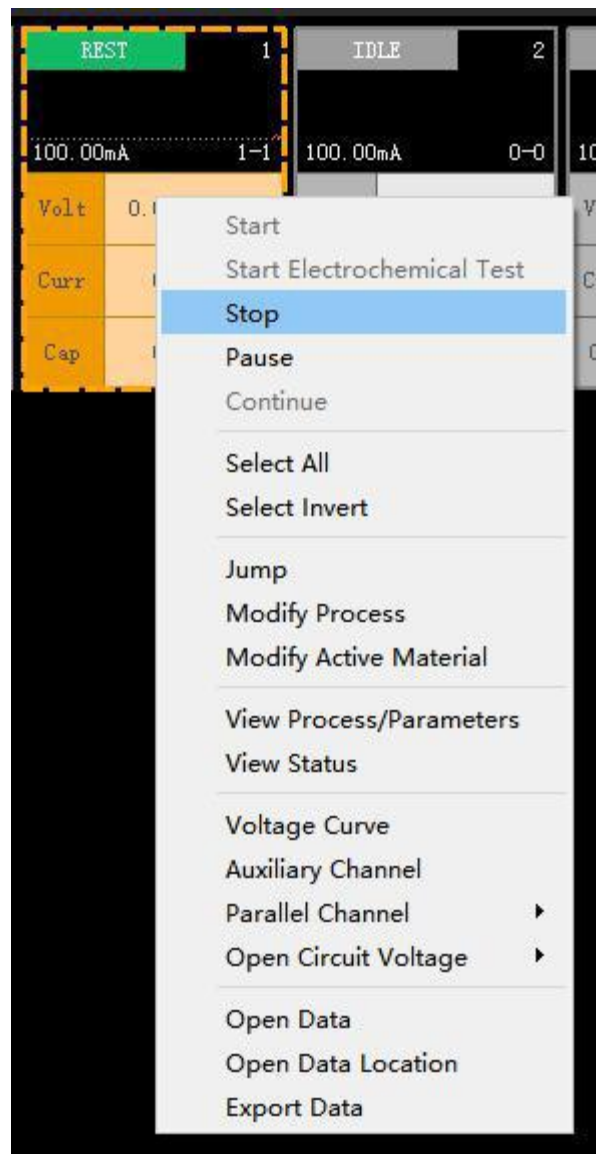 REST 1 IDLE 2
100.00mA 1-1 100.00mA 0-0 10
Volt 0.
Curr
Cap
Start
Start Electrochemical Test
Stop
Pause
Continue
Select All
Select Invert
Jump
Modify Process
Modify Active Material
View Process/Parameters
View Status
Voltage Curve
Auxiliary Channel
Parallel Channel
Open Circuit Voltage
Open Data
Open Data Location
Export Data